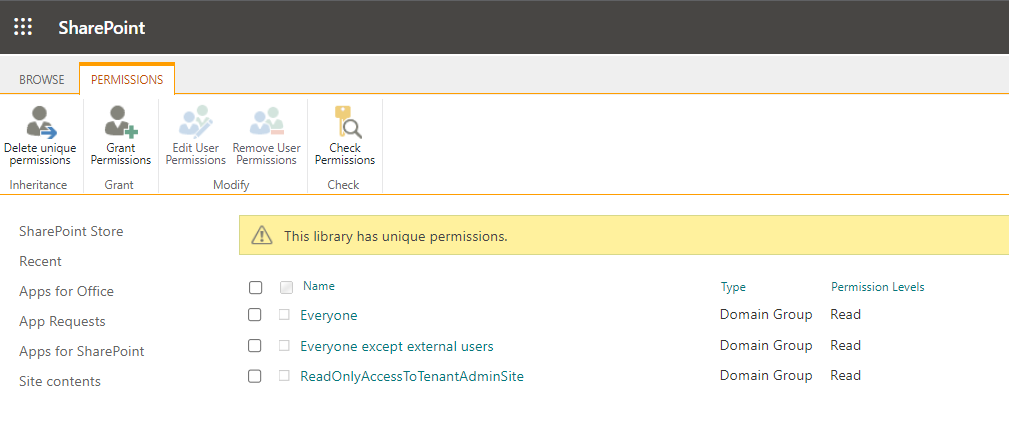 SharePoint
BROWSE PERMISSIONS
Delete unique permissions
Grant Permissions
Edit User Permissions
Remove User Permissions
Check Permissions
Inheritance Grant Modify Check
SharePoint Store
Recent
Apps for Office
App Requests
Apps for SharePoint
Site contents
This library has unique permissions.
Name Type Permission Levels
Everyone Domain Group Read
Everyone except external users Domain Group Read
ReadOnlyAccessToTenantAdminSite Domain Group Read